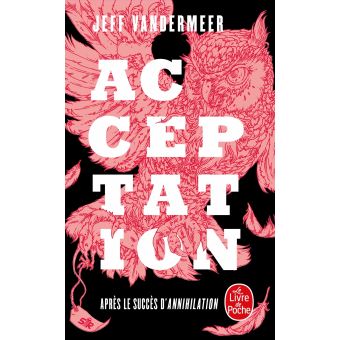 JEFF VANDERMEER
AC
CEP
TAT
ION
APRÈS LE SUCCÈS D'ANNIHILATION
Le
Livre
de
Poche
S&R